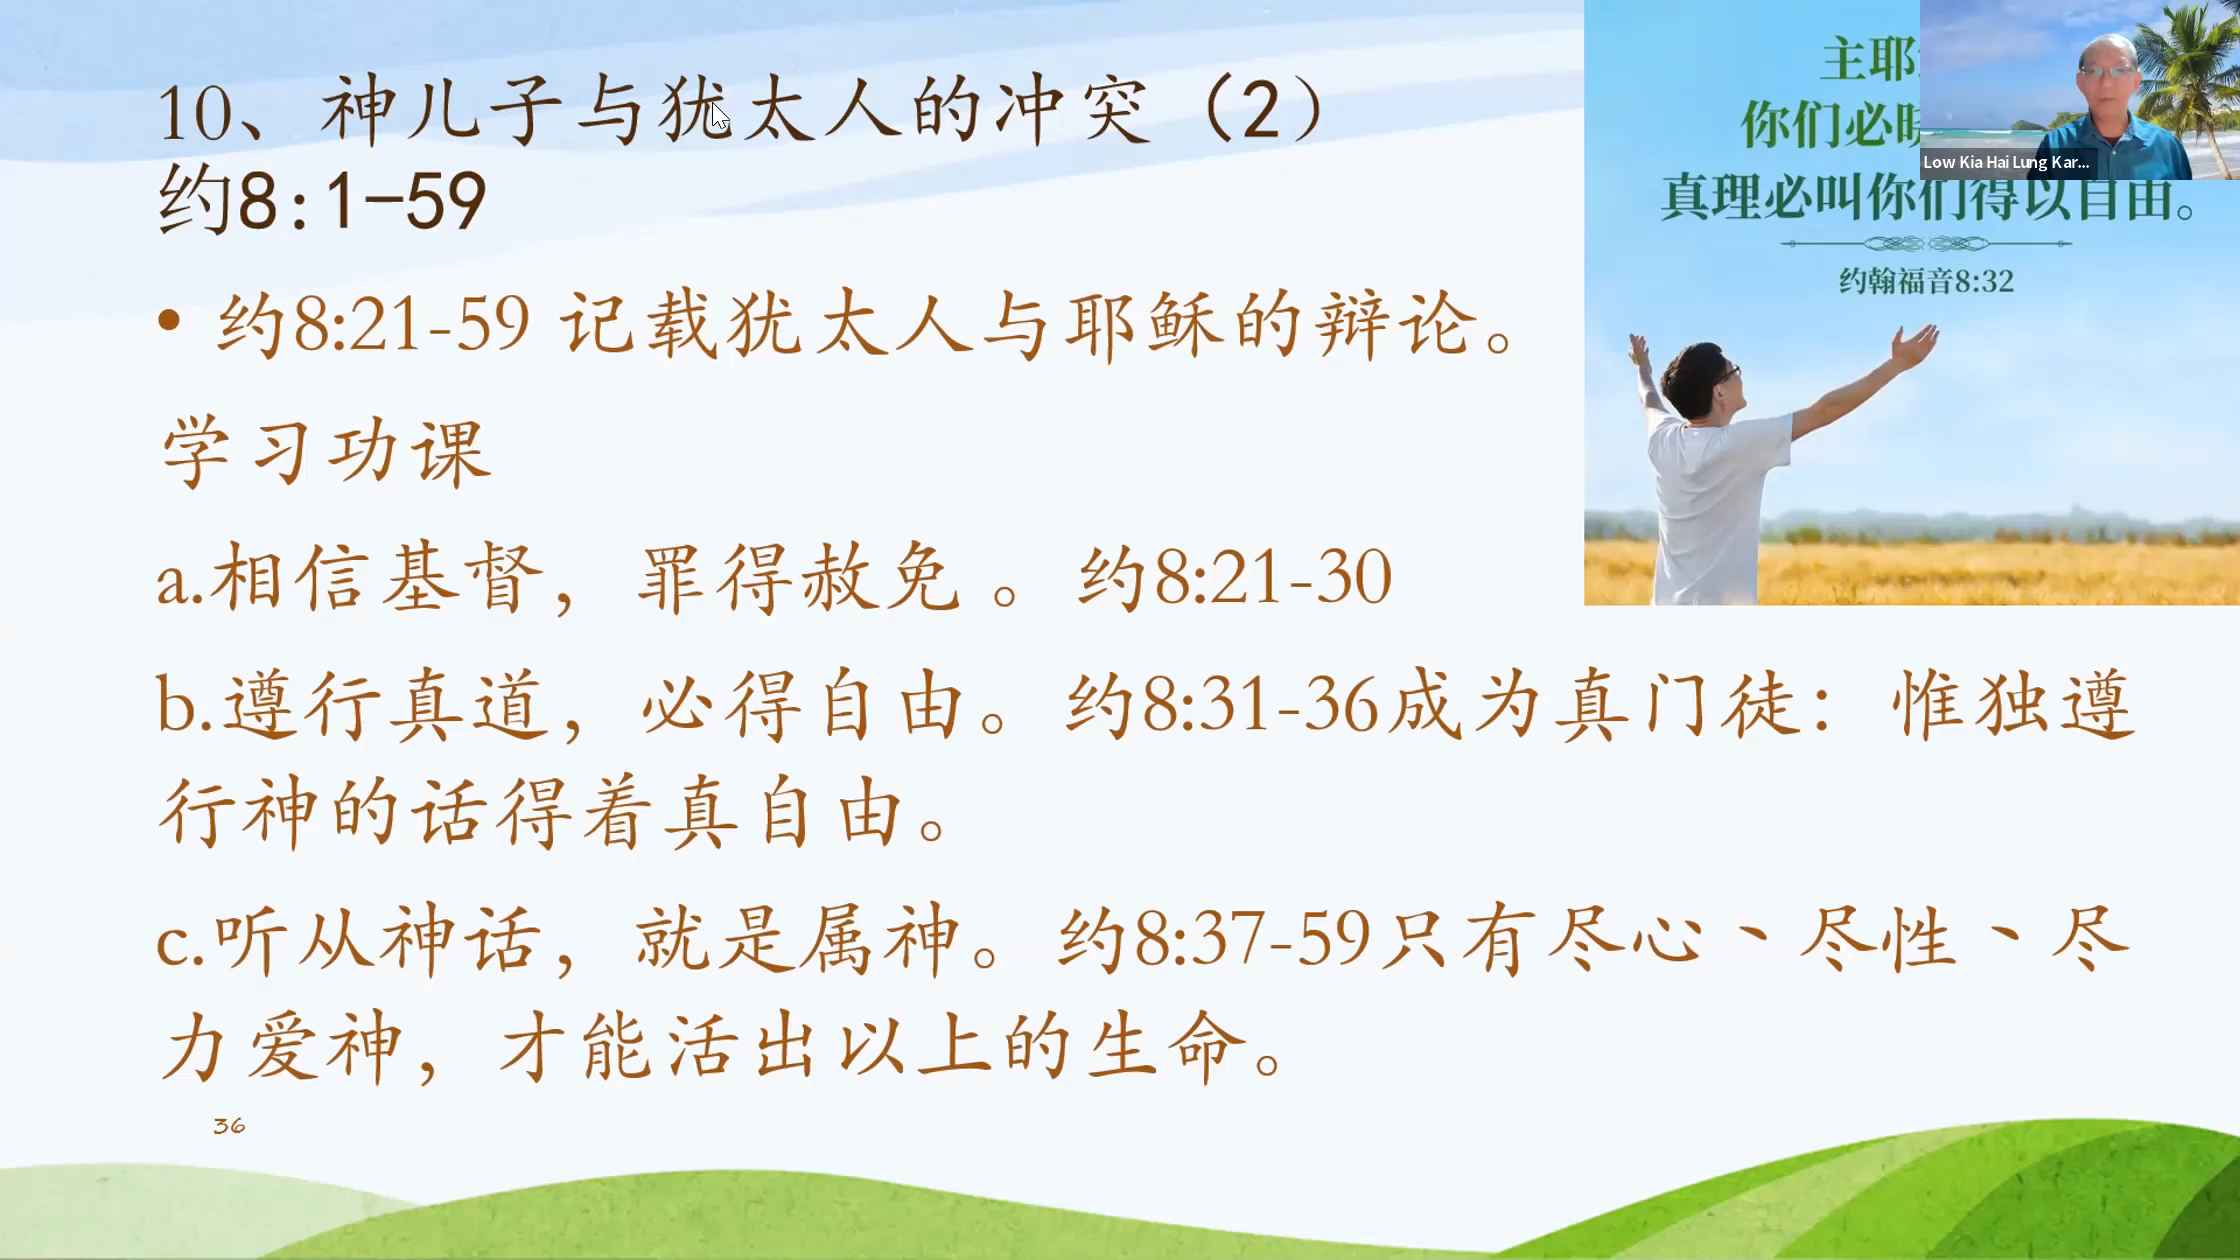 10、神儿子与犹太人的冲突（2）
约8:1-59
• 约8:21-59 记载犹太人与耶稣的辩论。
学习功课
a.相信基督，罪得赦免 。约8:21-30
b.遵行真道，必得自由。约8:31-36成为真门徒：惟独遵
行神的话得着真自由。
c.听从神话，就是属神。约8:37-59只有尽心、尽性、尽
力爱神，才能活出以上的生命。
36
主耶
你们必
真理必叫你们得以自由。
约翰福音8:32
Low Kia Hai Lung Kar...